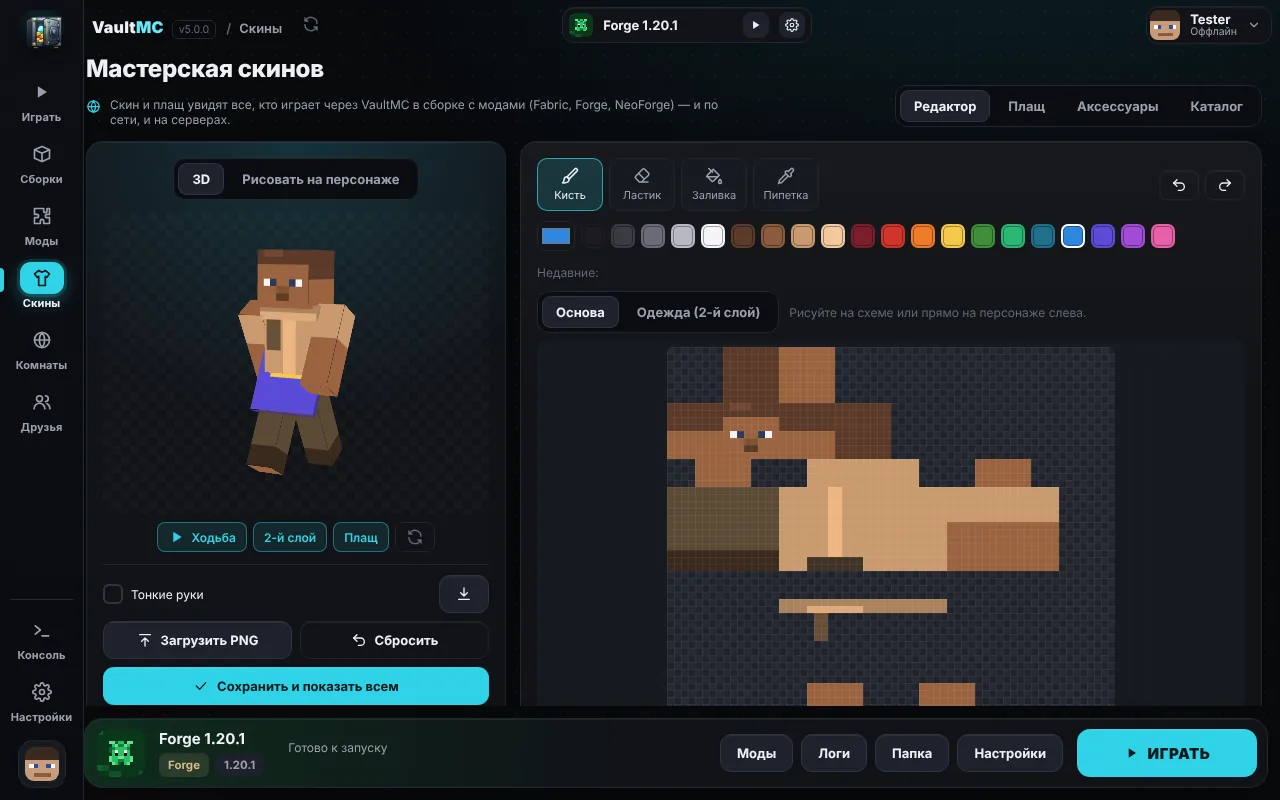 VaultMC v5.0.0 / Скины
Forge 1.20.1
Tester
Оффлайн
Мастерская скинов
Скин и плащ увидят все, кто играет через VaultMC в сборке с модами (Fabric, Forge, NeoForge) — и по
сети, и на серверах.
Редактор Плащ Аксессуары Каталог
Играть
Сборки
Моды
Скины
Комнаты
Друзья
Консоль
Настройки
3D Рисовать на персонаже
Ходьба 2-й слой Плащ
Тонкие руки
Загрузить PNG Сбросить
Сохранить и показать всем
Кисть Ластик Заливка Пипетка
Недавние:
Основа Одежда (2-й слой) Рисуйте на схеме или прямо на персонаже слева.
Forge 1.20.1
Forge 1.20.1
Готово к запуску
Моды Логи Папка Настройки ИГРАТЬ